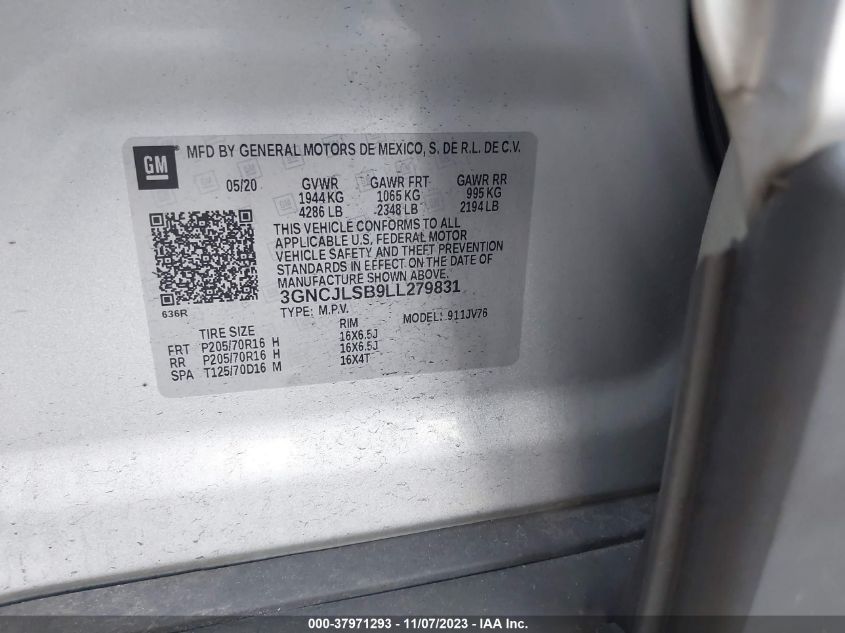 GM
MFD BY GENERAL MOTORS DE MEXICO, S. DE R.L. DE C.V.
05/20 GVWR GAWR FRT GAWR RR
1944 KG 1065 KG 995 KG
4286 LB 2348 LB 2194 LB
THIS VEHICLE CONFORMS TO ALL
APPLICABLE U.S. FEDERAL MOTOR
VEHICLE SAFETY AND THEFT PREVENTION
STANDARDS IN EFFECT ON THE DATE OF
MANUFACTURE SHOWN ABOVE.
3GNCJLSB9LL279831
636R TYPE: M.P.V. MODEL: 911JV76
TIRE SIZE RIM
FRT P205/70R16 H 16X6.5J
RR P205/70R16 H 16X6.5J
SPA T125/70D16 M 16X4T
000-37971293 - 11/07/2023 - IAA Inc.